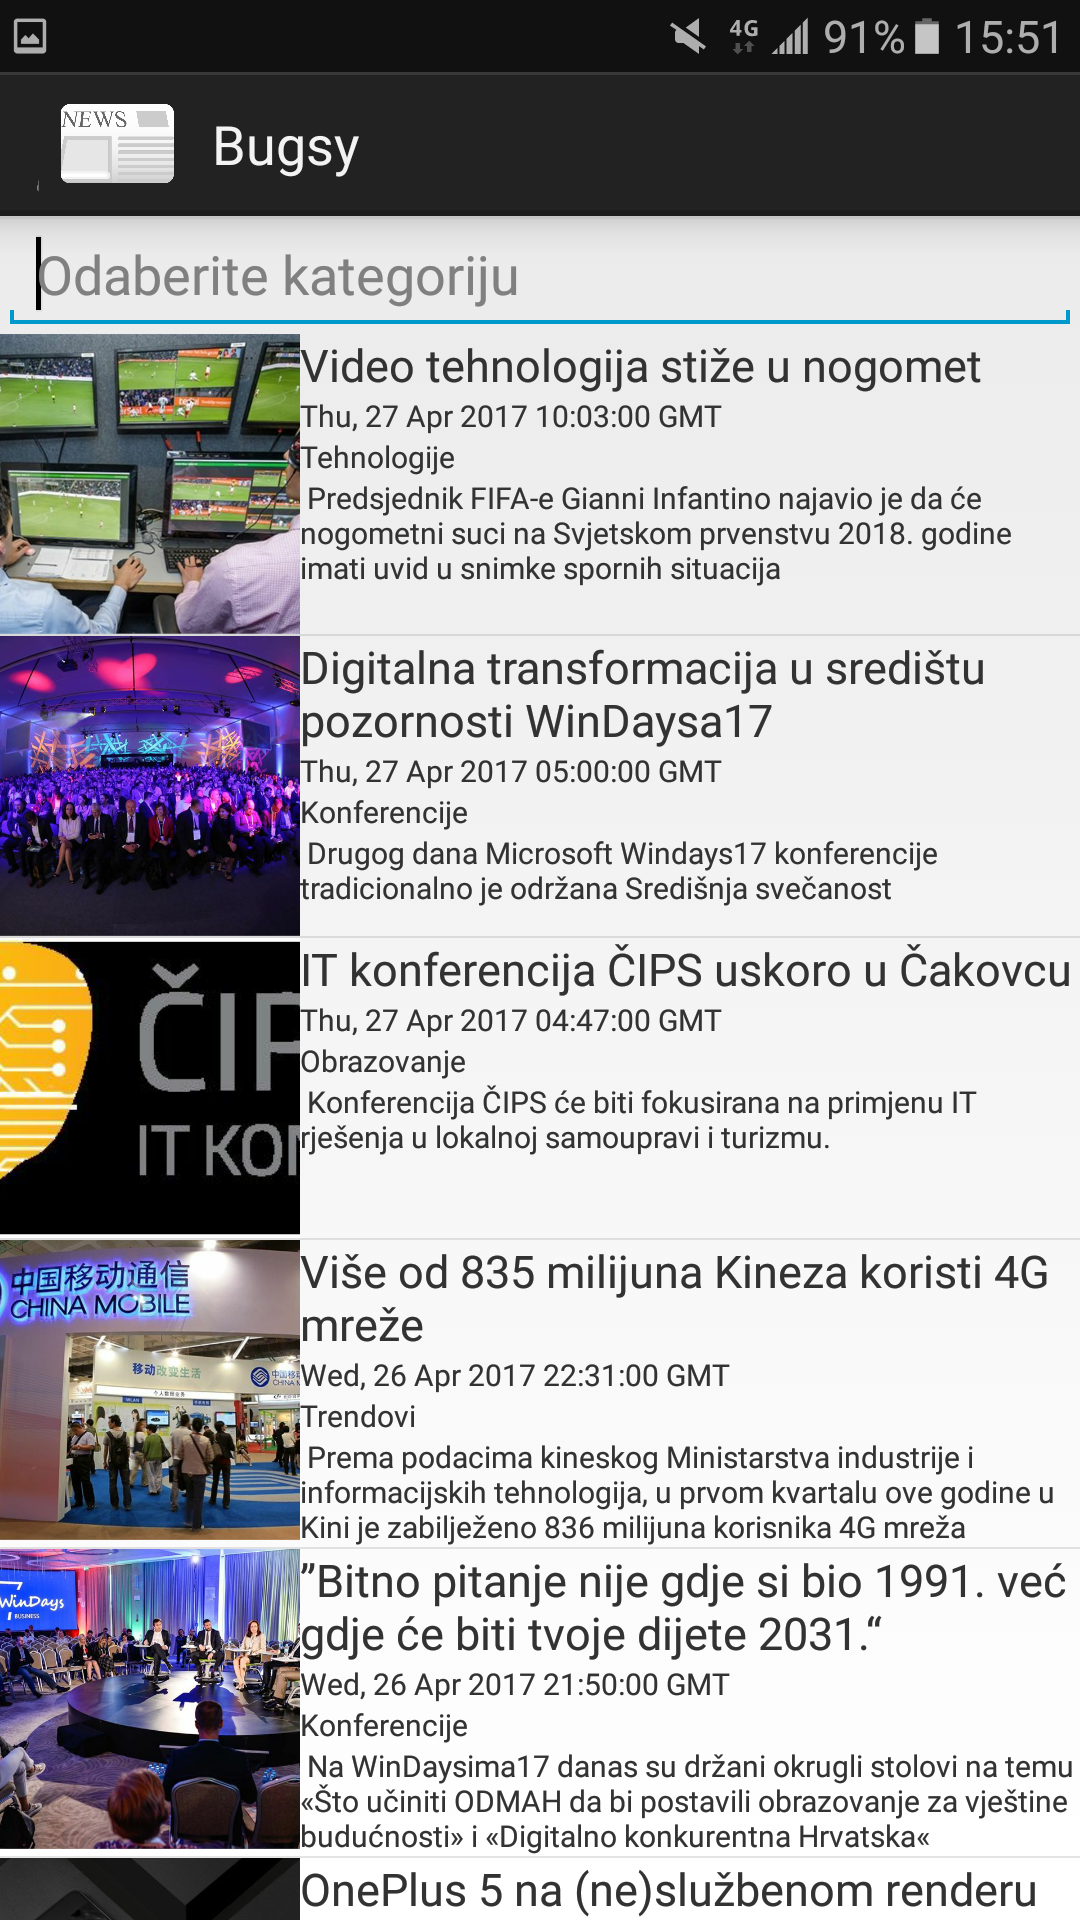 4G 91% 15:51
NEWS Bugsy
Odaberite kategoriju
Video tehnologija stiže u nogomet
Thu, 27 Apr 2017 10:03:00 GMT
Tehnologije
Predsjednik FIFA-e Gianni Infantino najavio je da će
nogometni suci na Svjetskom prvenstvu 2018. godine
imati uvid u snimke spornih situacija
Digitalna transformacija u središtu
pozornosti WinDaysa17
Thu, 27 Apr 2017 05:00:00 GMT
Konferencije
Drugog dana Microsoft Windays17 konferencije
tradicionalno je održana Središnja svečanost
ČIP
IT KON
IT konferencija ČIPS uskoro u Čakovcu
Thu, 27 Apr 2017 04:47:00 GMT
Obrazovanje
Konferencija ČIPS će biti fokusirana na primjenu IT
rješenja u lokalnoj samoupravi i turizmu.
中国移动通信
CHINA MOBILE
移动改变生活
Više od 835 milijuna Kineza koristi 4G
mreže
Wed, 26 Apr 2017 22:31:00 GMT
Trendovi
Prema podacima kineskog Ministarstva industrije i
informacijskih tehnologija, u prvom kvartalu ove godine u
Kini je zabilježeno 836 milijuna korisnika 4G mreža
WinDays
BUSINESS
”Bitno pitanje nije gdje si bio 1991. već
gdje će biti tvoje dijete 2031.“
Wed, 26 Apr 2017 21:50:00 GMT
Konferencije
Na WinDaysima17 danas su držani okrugli stolovi na temu
«Što učiniti ODMAH da bi postavili obrazovanje za vještine
budućnosti» i «Digitalno konkurentna Hrvatska«
OnePlus 5 na (ne)službenom renderu